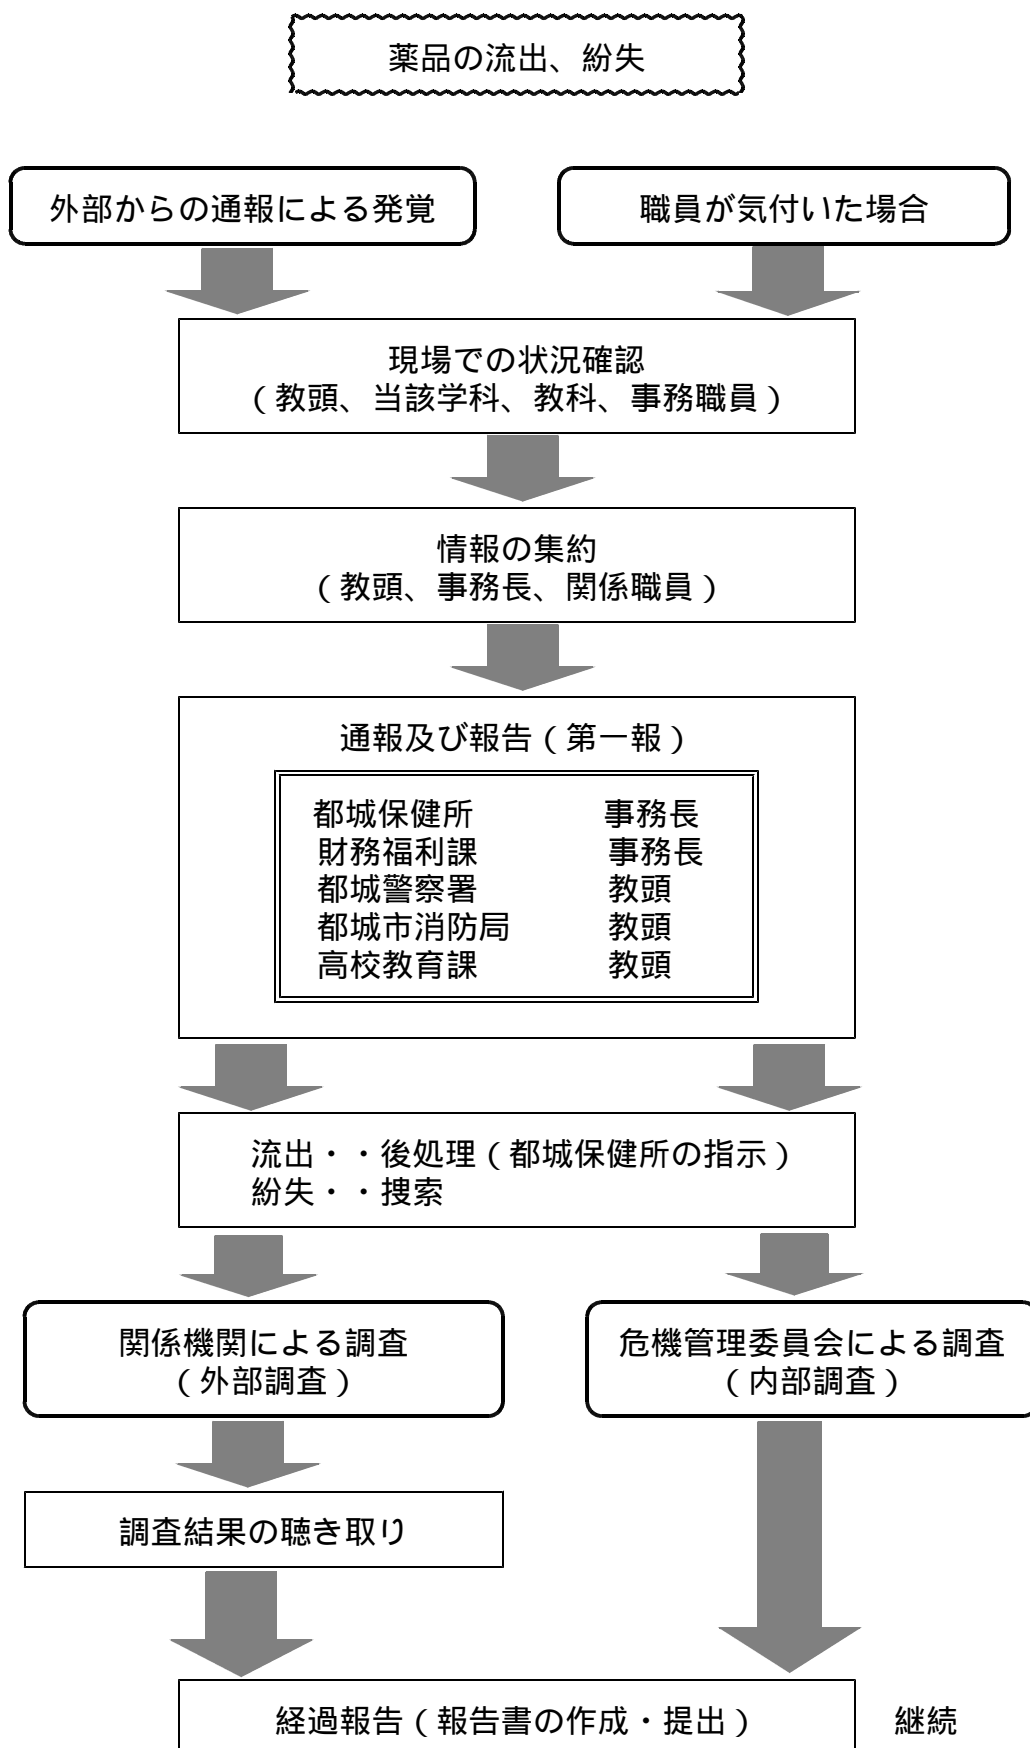 薬品の流出、紛失
外部からの通報による発覚
職員が気付いた場合
現場での状況確認
（教頭、当該学科、教科、事務職員）
情報の集約
（教頭、事務長、関係職員）
通報及び報告（第一報）
都城保健所 事務長
財務福利課 事務長
都城警察署 教頭
都城市消防局 教頭
高校教育課 教頭
流出・・後処理（都城保健所の指示）
紛失・・捜索
関係機関による調査
（外部調査）
危機管理委員会による調査
（内部調査）
調査結果の聴き取り
経過報告（報告書の作成・提出） 継続